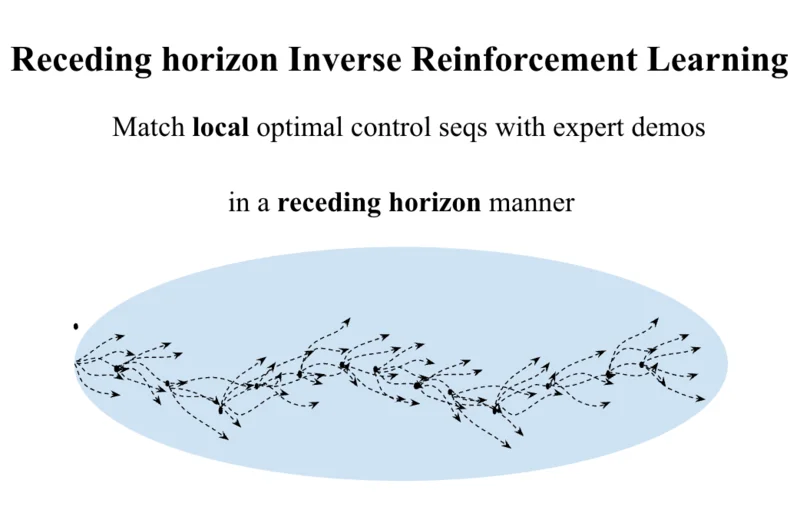 Receding horizon Inverse Reinforcement Learning
Match local optimal control seqs with expert demos
in a receding horizon manner